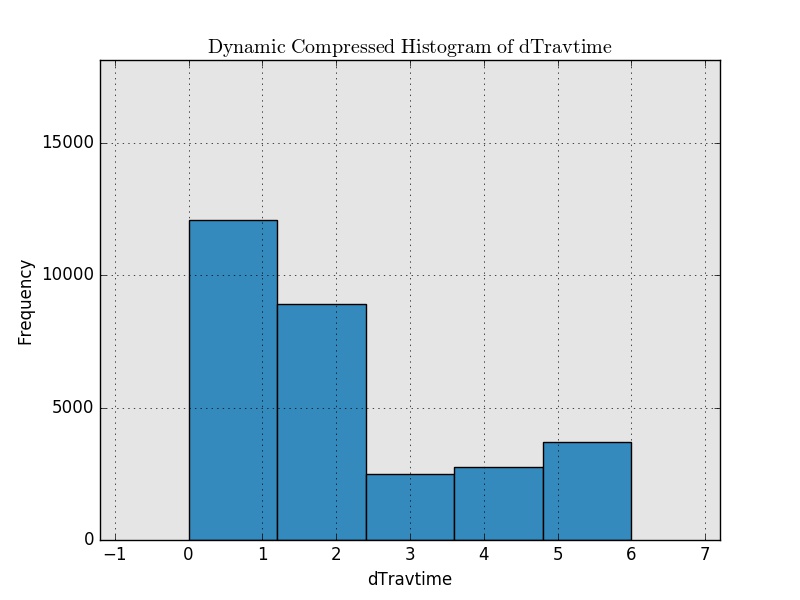 Dynamic Compressed Histogram of dTravtime
15000
10000
5000
0
Frequency
−1 0 1 2 3 4 5 6 7
dTravtime